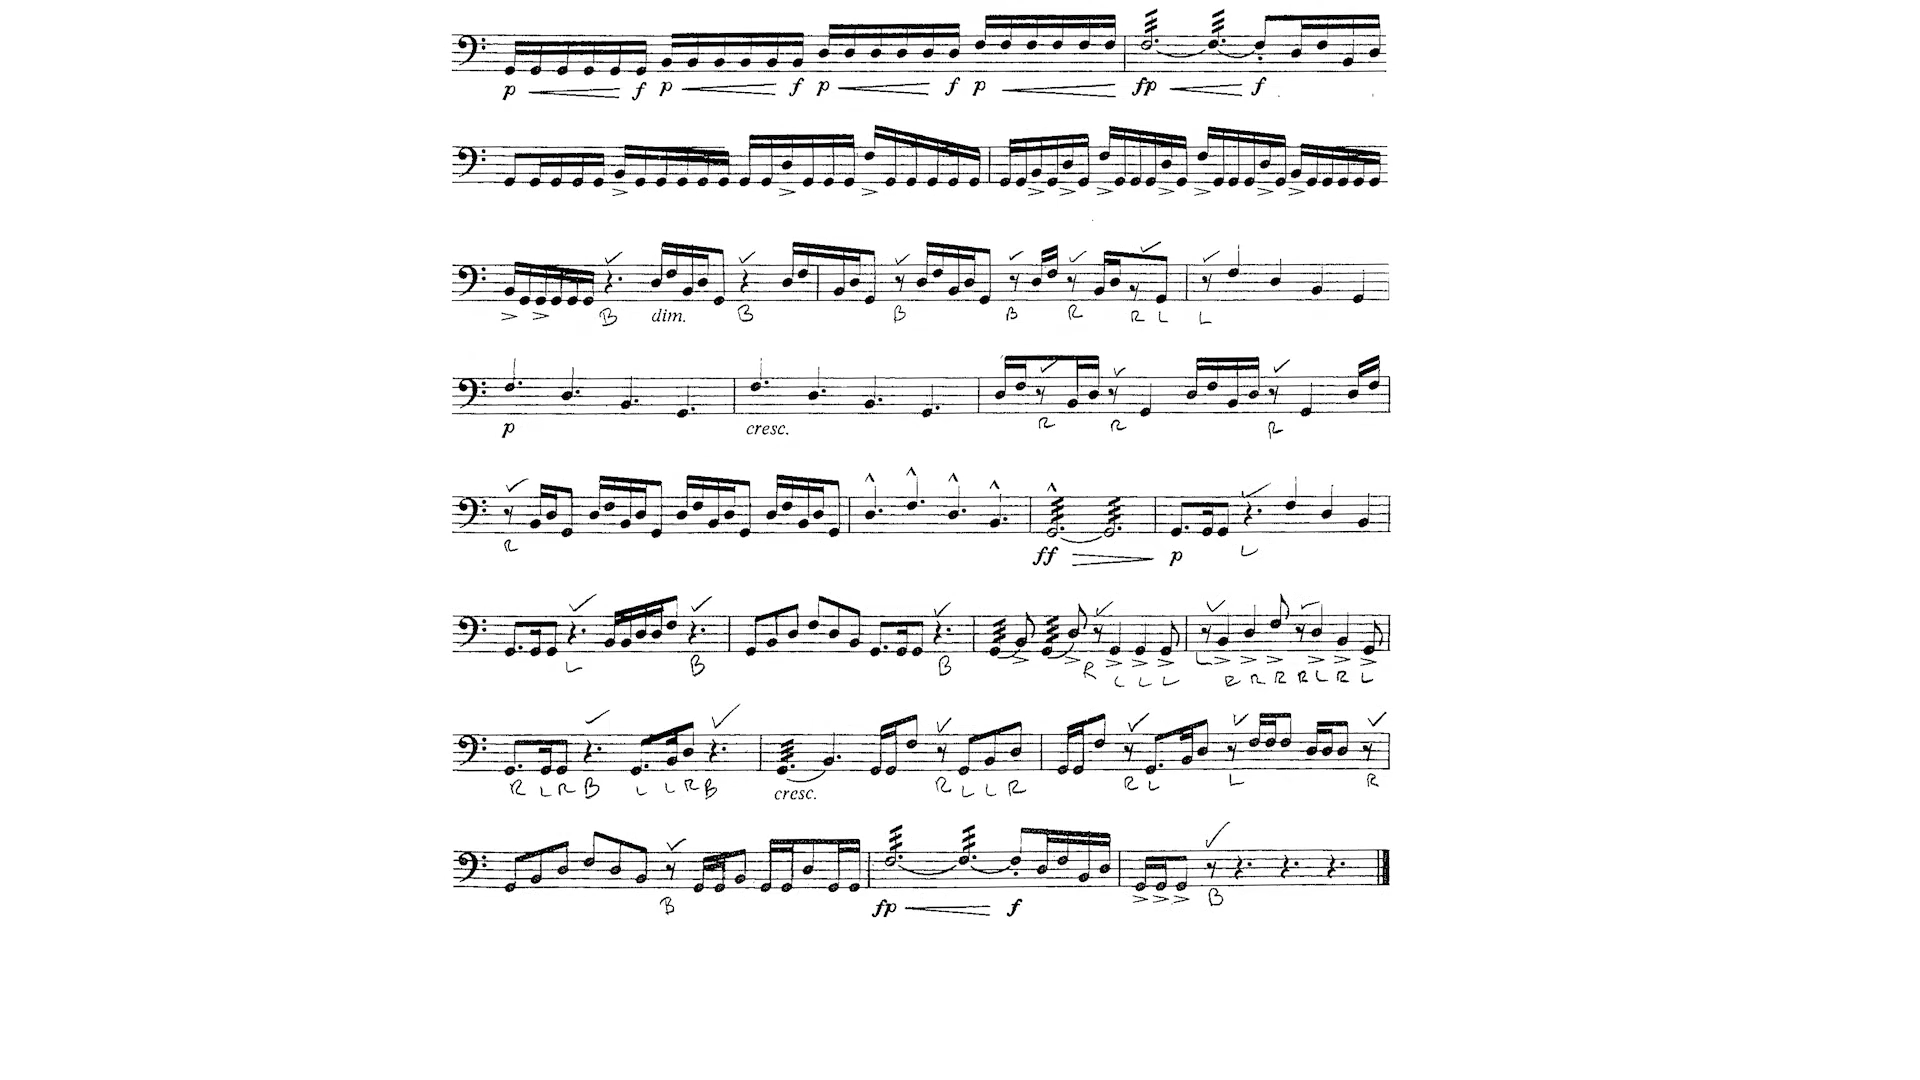 p f p f p f p fp f
> > > > > > > > >
> > B dim. B B B R R L L
p cresc. R R R
R ff p L
L B B R L L L L R R R R L R L
R L R B L L R B cresc. R L L R R L L R
B fp f > > > B